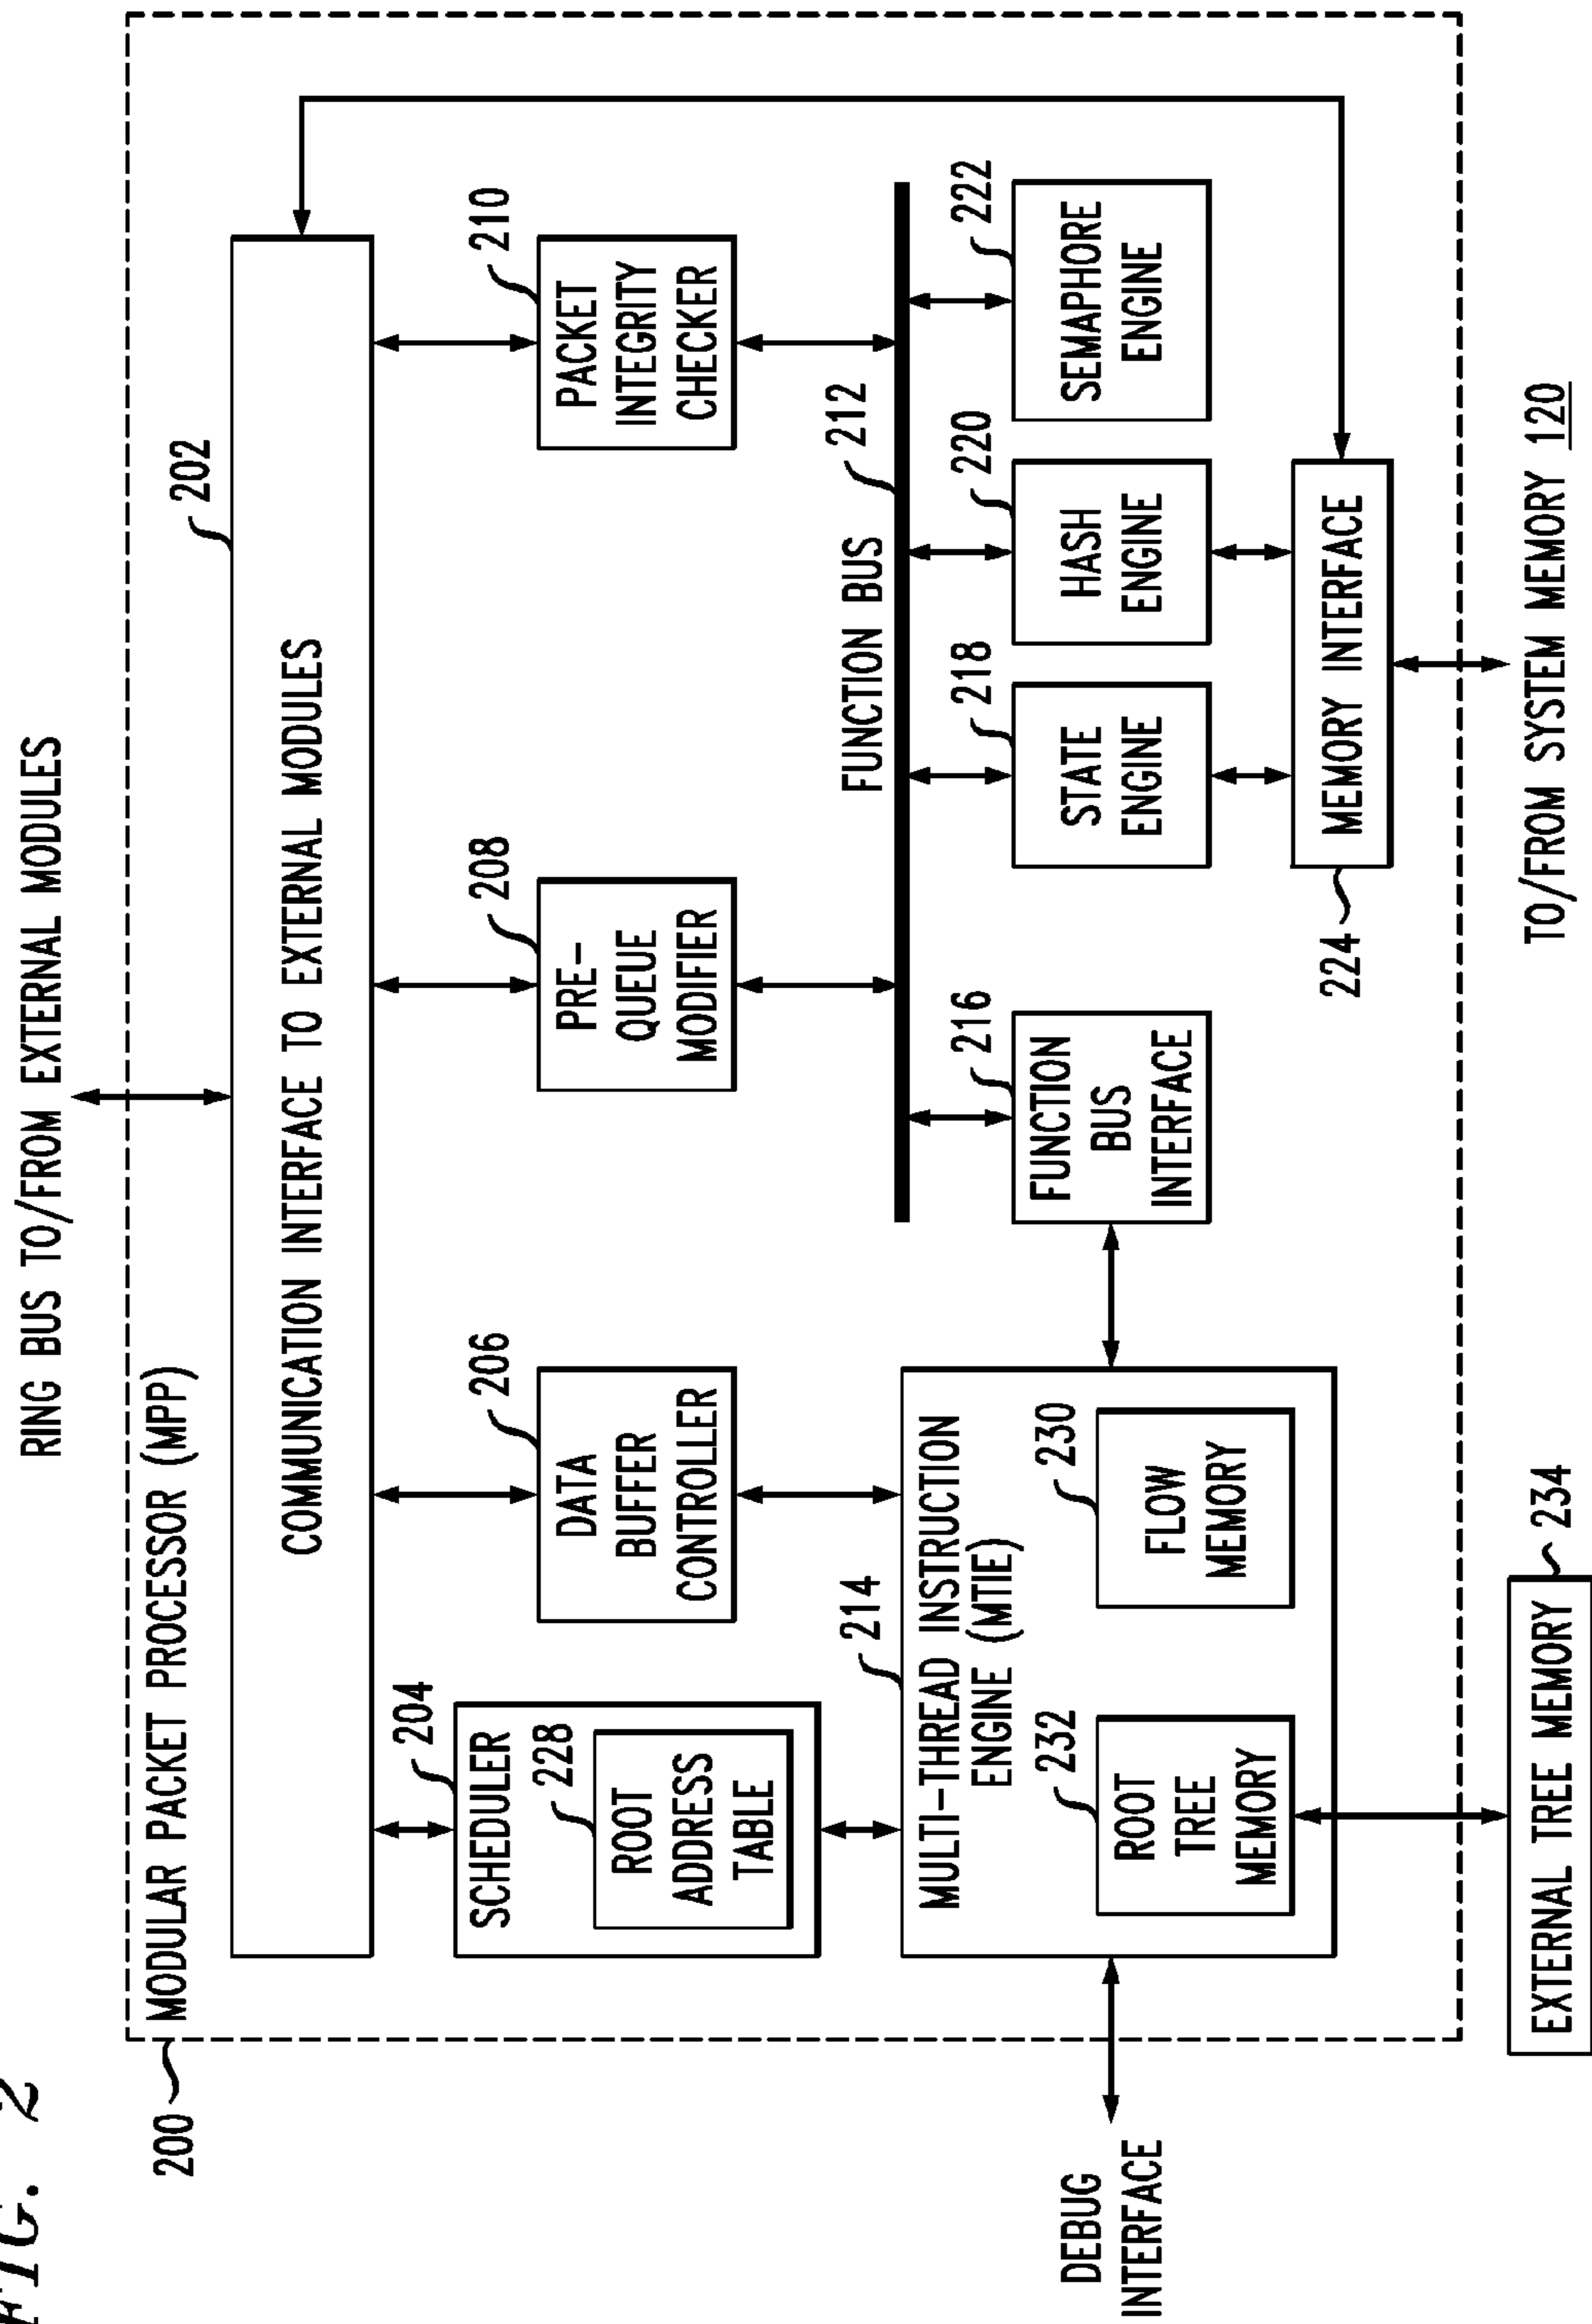 FIG. 2
RING BUS TO/FROM EXTERNAL MODULES
200
MODULAR PACKET PROCESSOR (MPP)
202
COMMUNICATION INTERFACE TO EXTERNAL MODULES
204
SCHEDULER
228
ROOT
ADDRESS
TABLE
206
DATA
BUFFER
CONTROLLER
208
PRE-
QUEUE
MODIFIER
210
PACKET
INTEGRITY
CHECKER
FUNCTION BUS
212
214
MULTI-THREAD INSTRUCTION
ENGINE (MTIE)
232
ROOT
TREE
MEMORY
230
FLOW
MEMORY
216
FUNCTION
BUS
INTERFACE
218
STATE
ENGINE
220
HASH
ENGINE
222
SEMAPHORE
ENGINE
DEBUG
INTERFACE
224
MEMORY INTERFACE
EXTERNAL TREE MEMORY
234
TO/FROM SYSTEM MEMORY 120